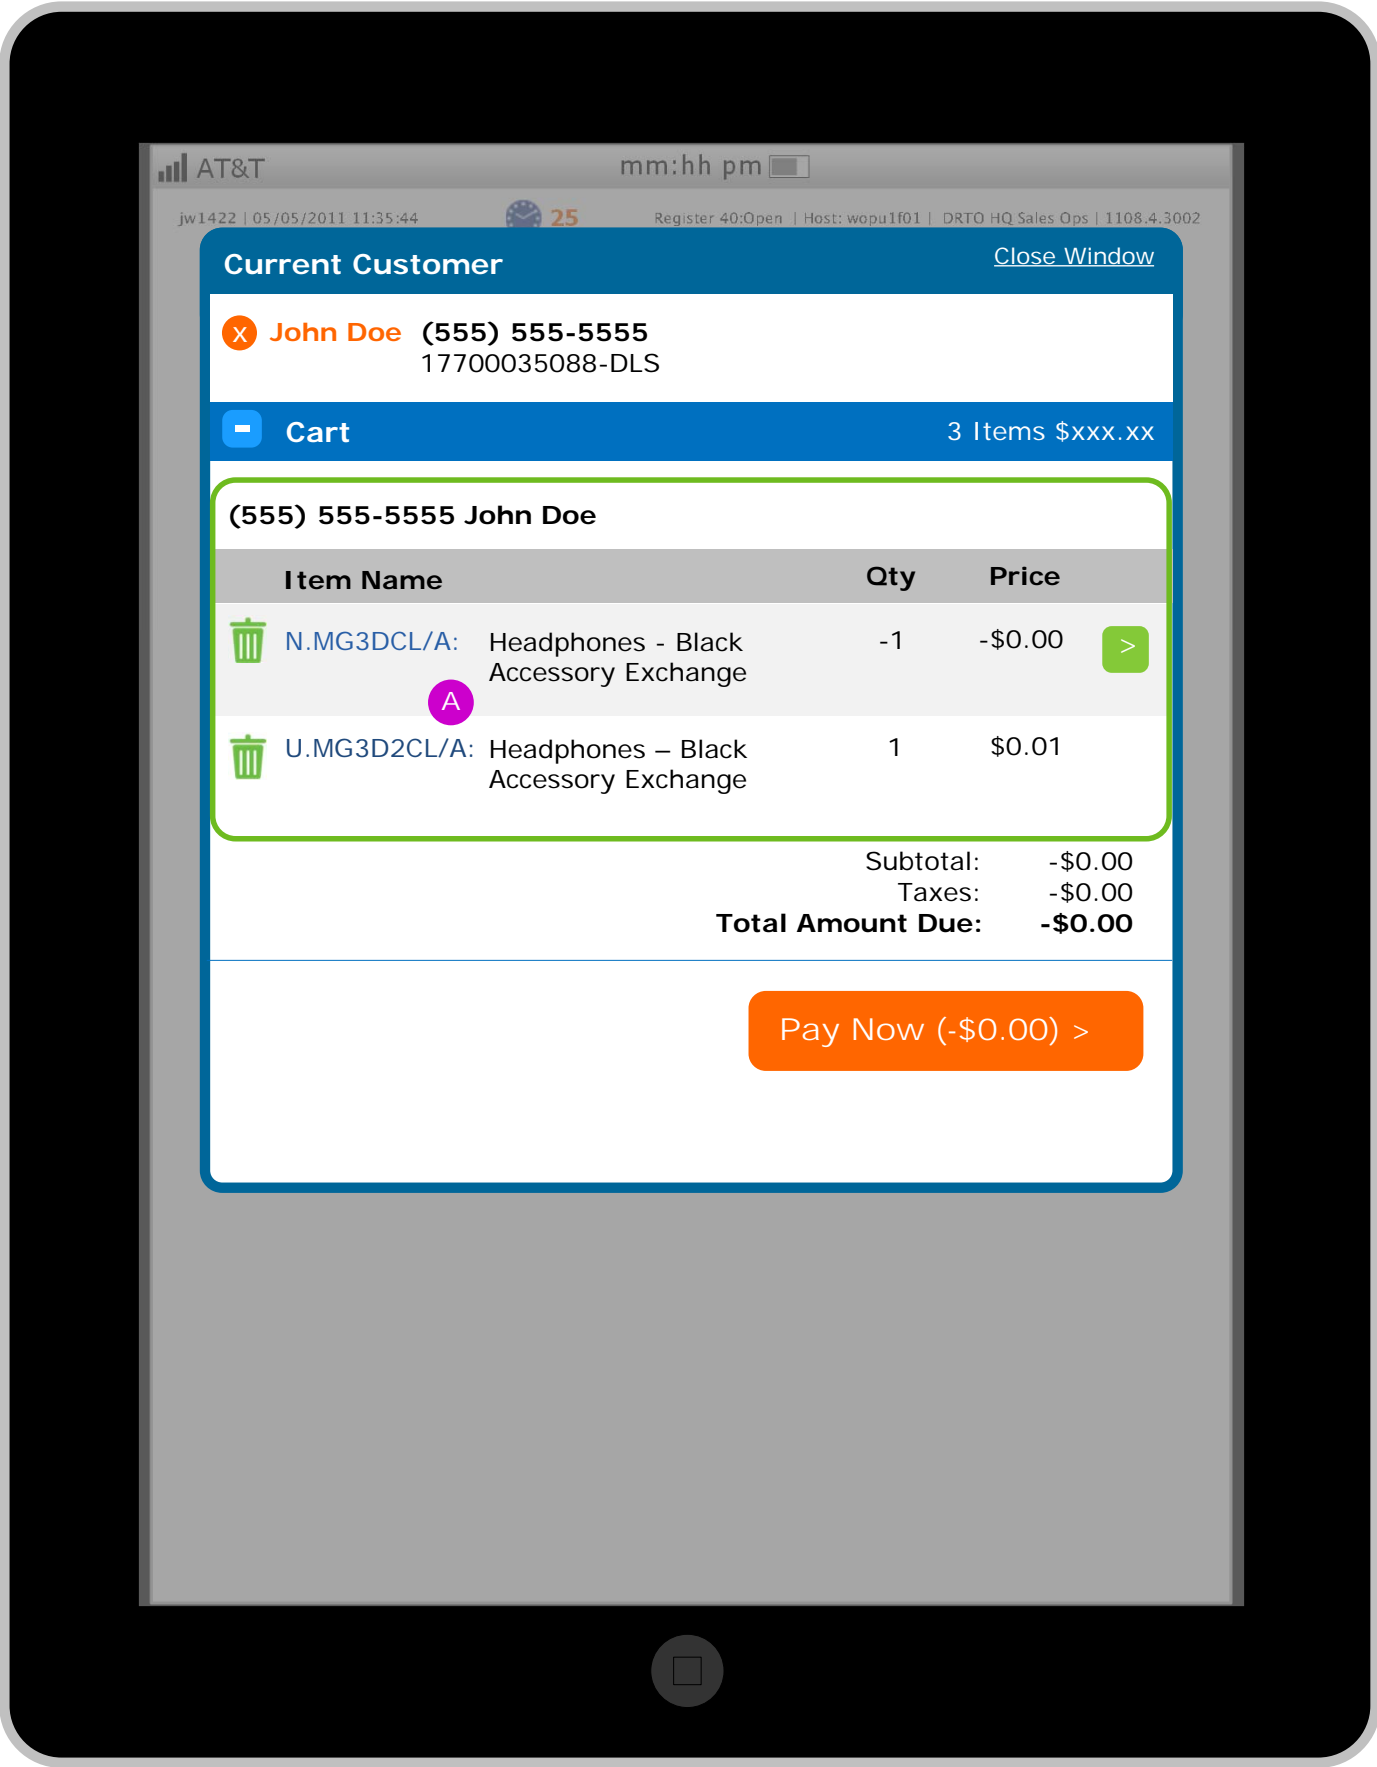 AT&T mm:hh pm
jw1422 | 05/05/2011 11:35:44 25 Register 40:Open | Host: wopu1f01 | DRTO HQ Sales Ops | 1108.4.3002
Current Customer Close Window
x John Doe (555) 555-5555
17700035088-DLS
- Cart 3 Items $xxx.xx
(555) 555-5555 John Doe
Item Name Qty Price
N.MG3DCL/A: Headphones - Black -1 -$0.00 >
Accessory Exchange
A
U.MG3D2CL/A: Headphones – Black 1 $0.01
Accessory Exchange
Subtotal: -$0.00
Taxes: -$0.00
Total Amount Due: -$0.00
Pay Now (-$0.00) >